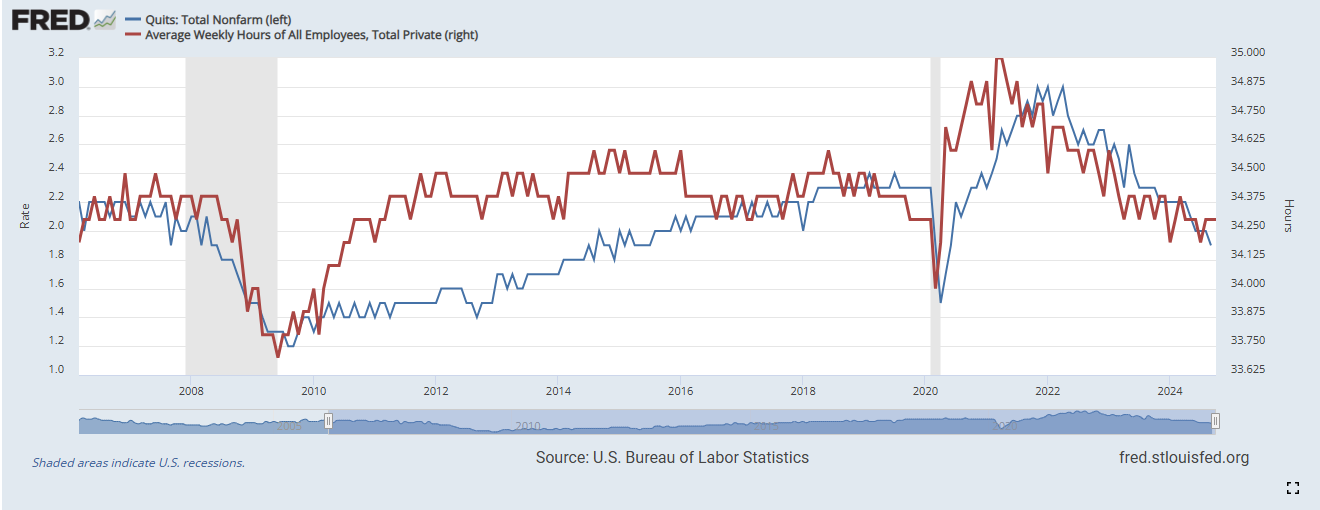 FRED
Quits: Total Nonfarm (left)
Average Weekly Hours of All Employees, Total Private (right)
3.2
3.0
2.8
2.6
2.4
2.2
2.0
1.8
1.6
1.4
1.2
1.0
Rate
35.000
34.875
34.750
34.625
34.500
34.375
34.250
34.125
34.000
33.875
33.750
33.625
Hours
2008 2010 2012 2014 2016 2018 2020 2022 2024
2005 2010 2015 2020
Shaded areas indicate U.S. recessions.
Source: U.S. Bureau of Labor Statistics
fred.stlouisfed.org